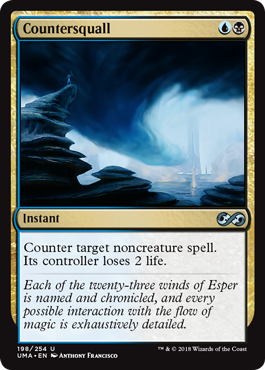 Countersquall
Instant
Counter target noncreature spell.
Its controller loses 2 life.
Each of the twenty-three winds of Esper
is named and chronicled, and every
possible interaction with the flow of
magic is exhaustively detailed.
198/254 U
UMA • EN Anthony Francisco
™ & © 2018 Wizards of the Coast